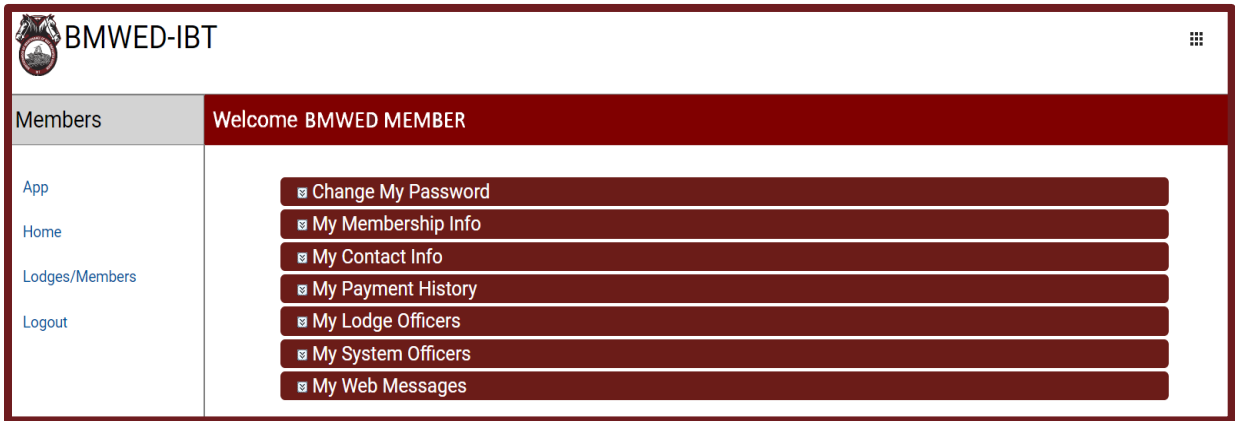 BMWED-IBT
Members
Welcome BMWED MEMBER
App
Home
Lodges/Members
Logout
Change My Password
My Membership Info
My Contact Info
My Payment History
My Lodge Officers
My System Officers
My Web Messages